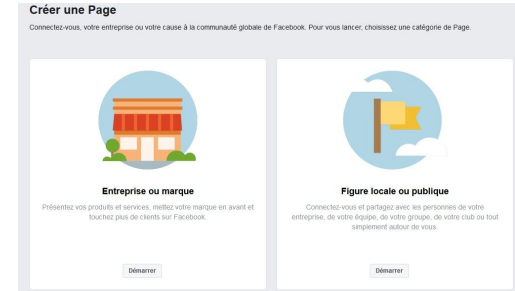 Créer une Page
Connectez-vous, votre entreprise ou votre cause à la communauté globale de Facebook. Pour vous lancer, choisissez une catégorie de Page.
Entreprise ou marque
Présentez vos produits et services, mettez votre marque en avant et
touchez plus de clients sur Facebook.
Démarrer
Figure locale ou publique
Connectez-vous et partagez avec les personnes de votre
entreprise, de votre équipe, de votre groupe, de votre club ou tout
simplement autour de vous.
Démarrer